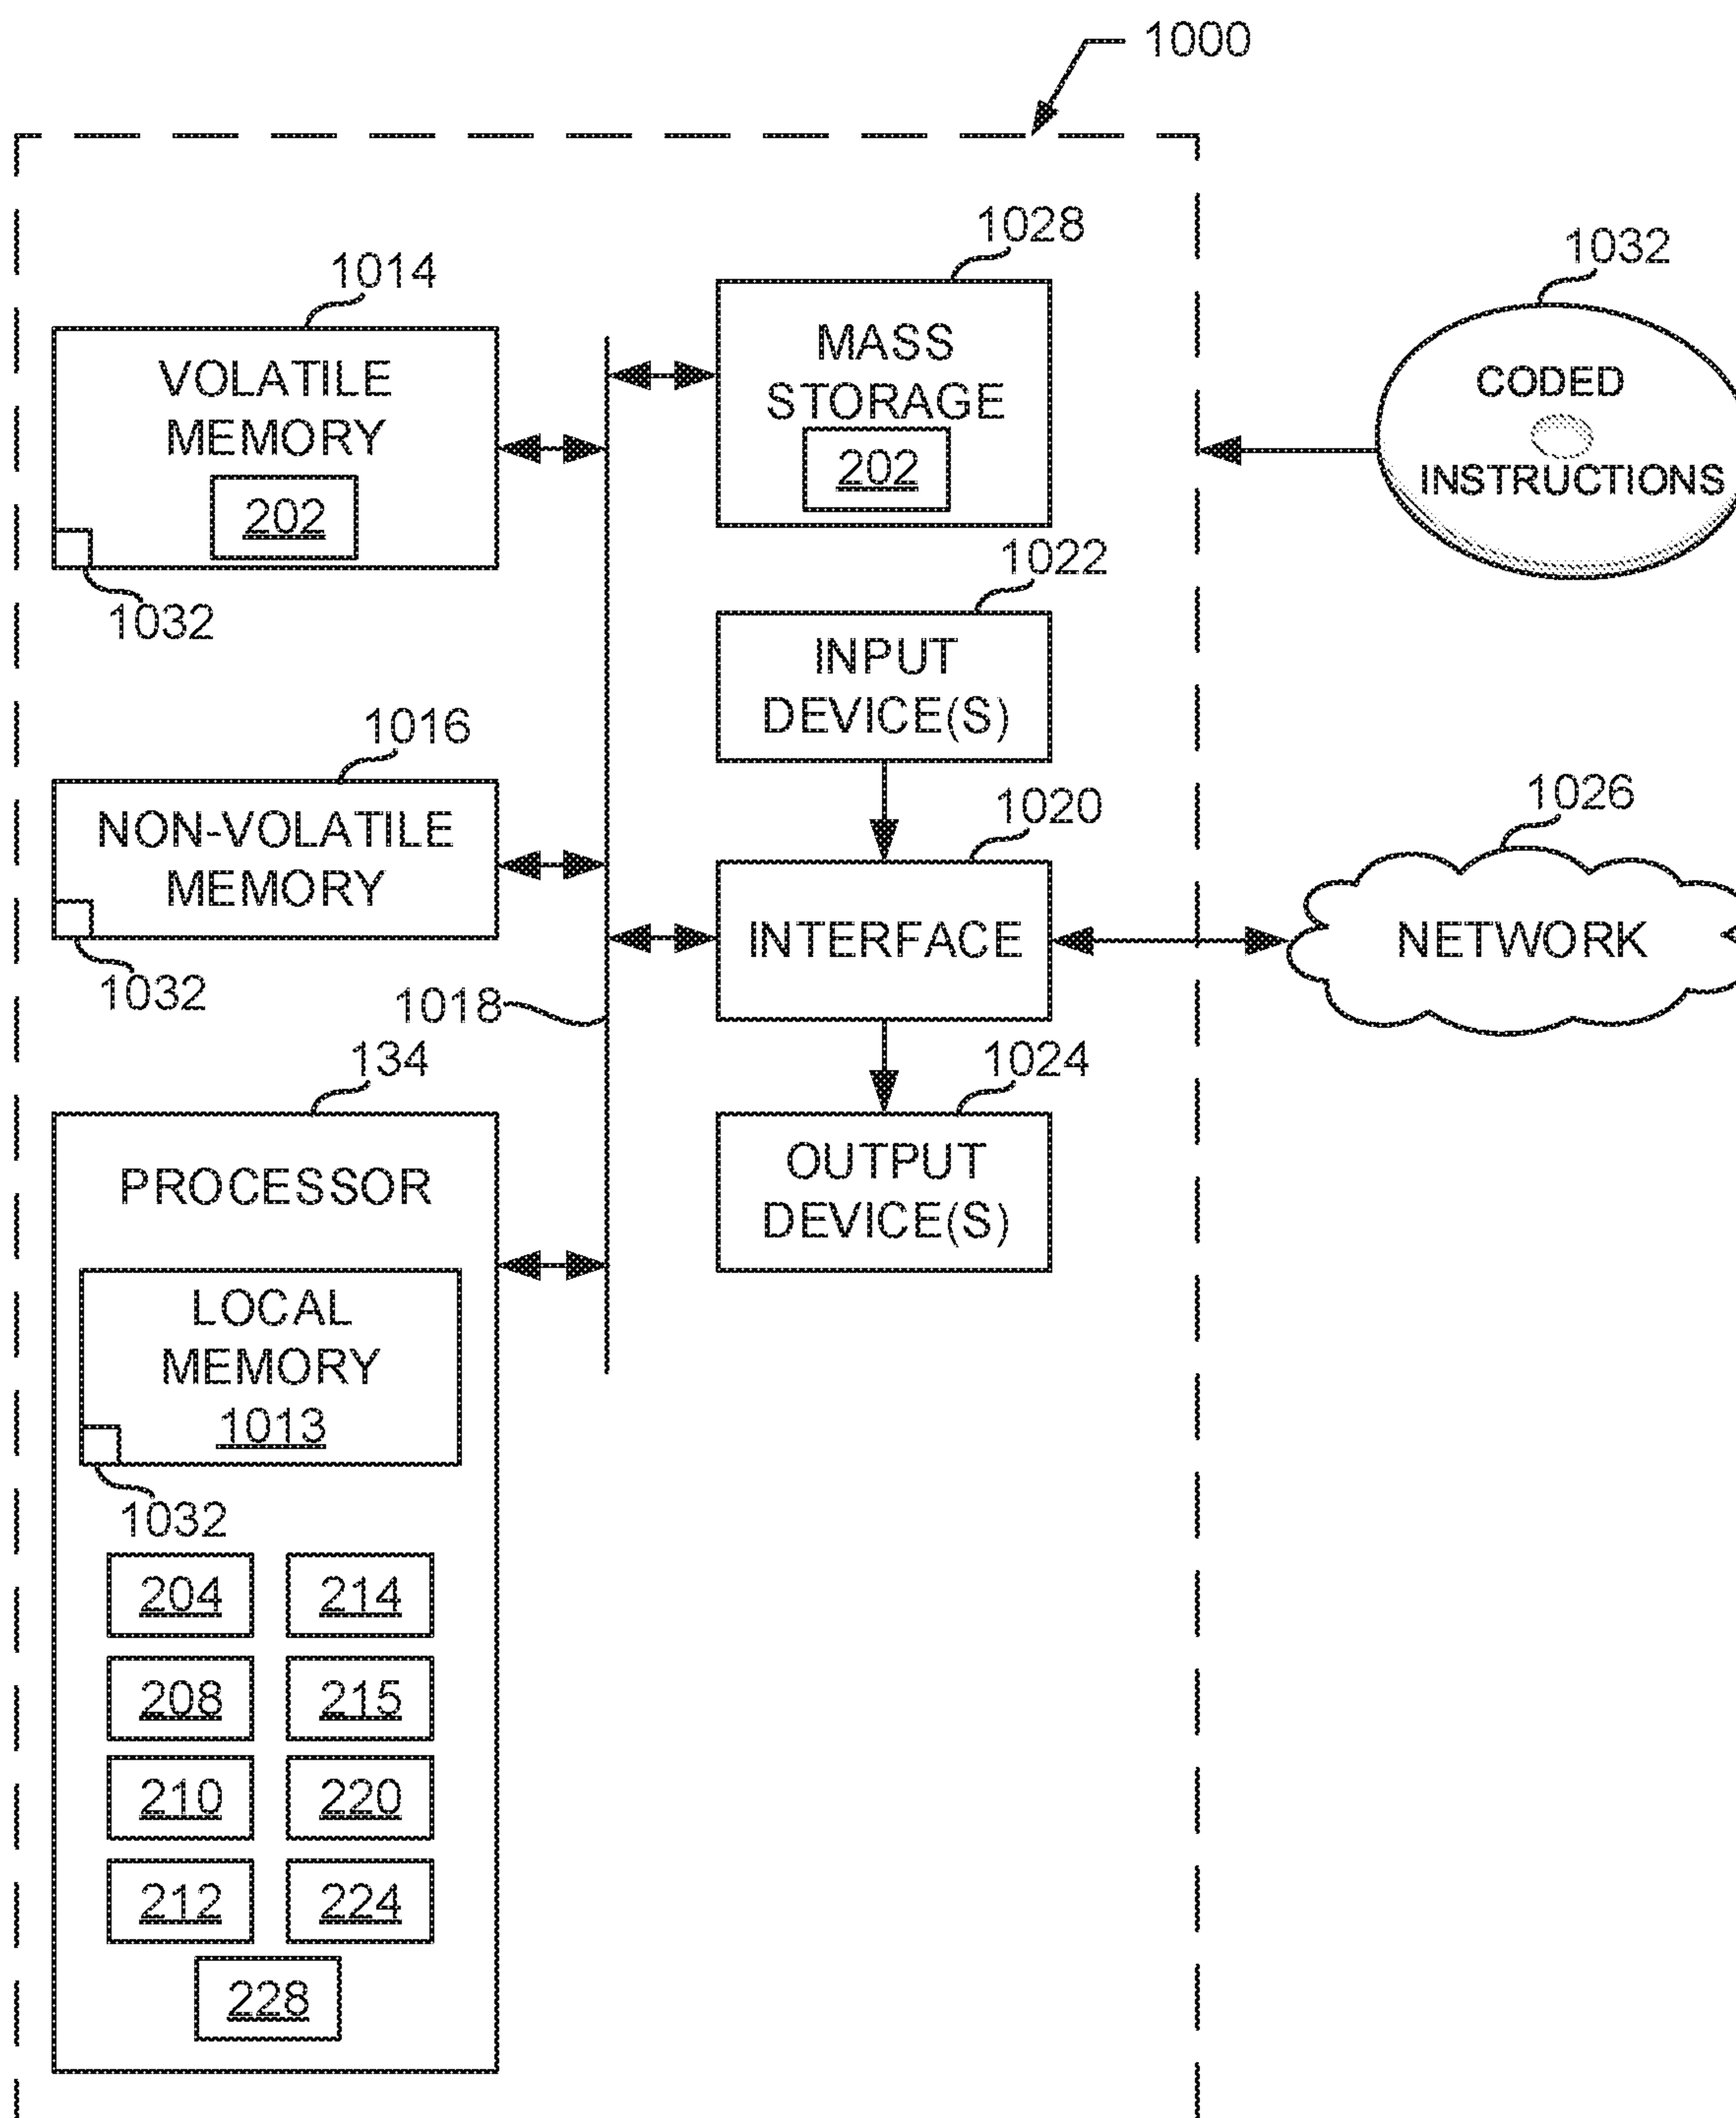 1000
1028
1032
1014
MASS
STORAGE
202
VOLATILE
MEMORY
202
1032
CODED
INSTRUCTIONS
1022
INPUT
DEVICE(S)
1016
NON-VOLATILE
MEMORY
1032
1020
INTERFACE
1026
NETWORK
1018
134
1024
OUTPUT
DEVICE(S)
PROCESSOR
LOCAL
MEMORY
1013
1032
204 214
208 215
210 220
212 224
228